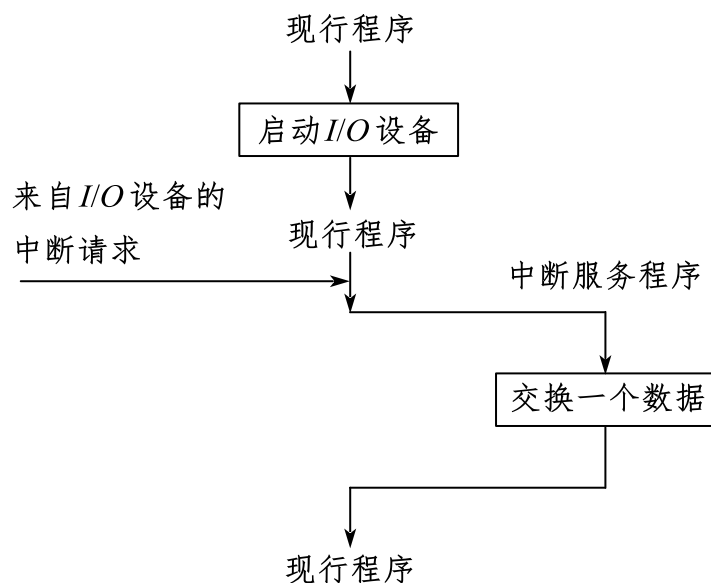 现行程序
启动I/O设备
来自I/O设备的
中断请求
现行程序
中断服务程序
交换一个数据
现行程序